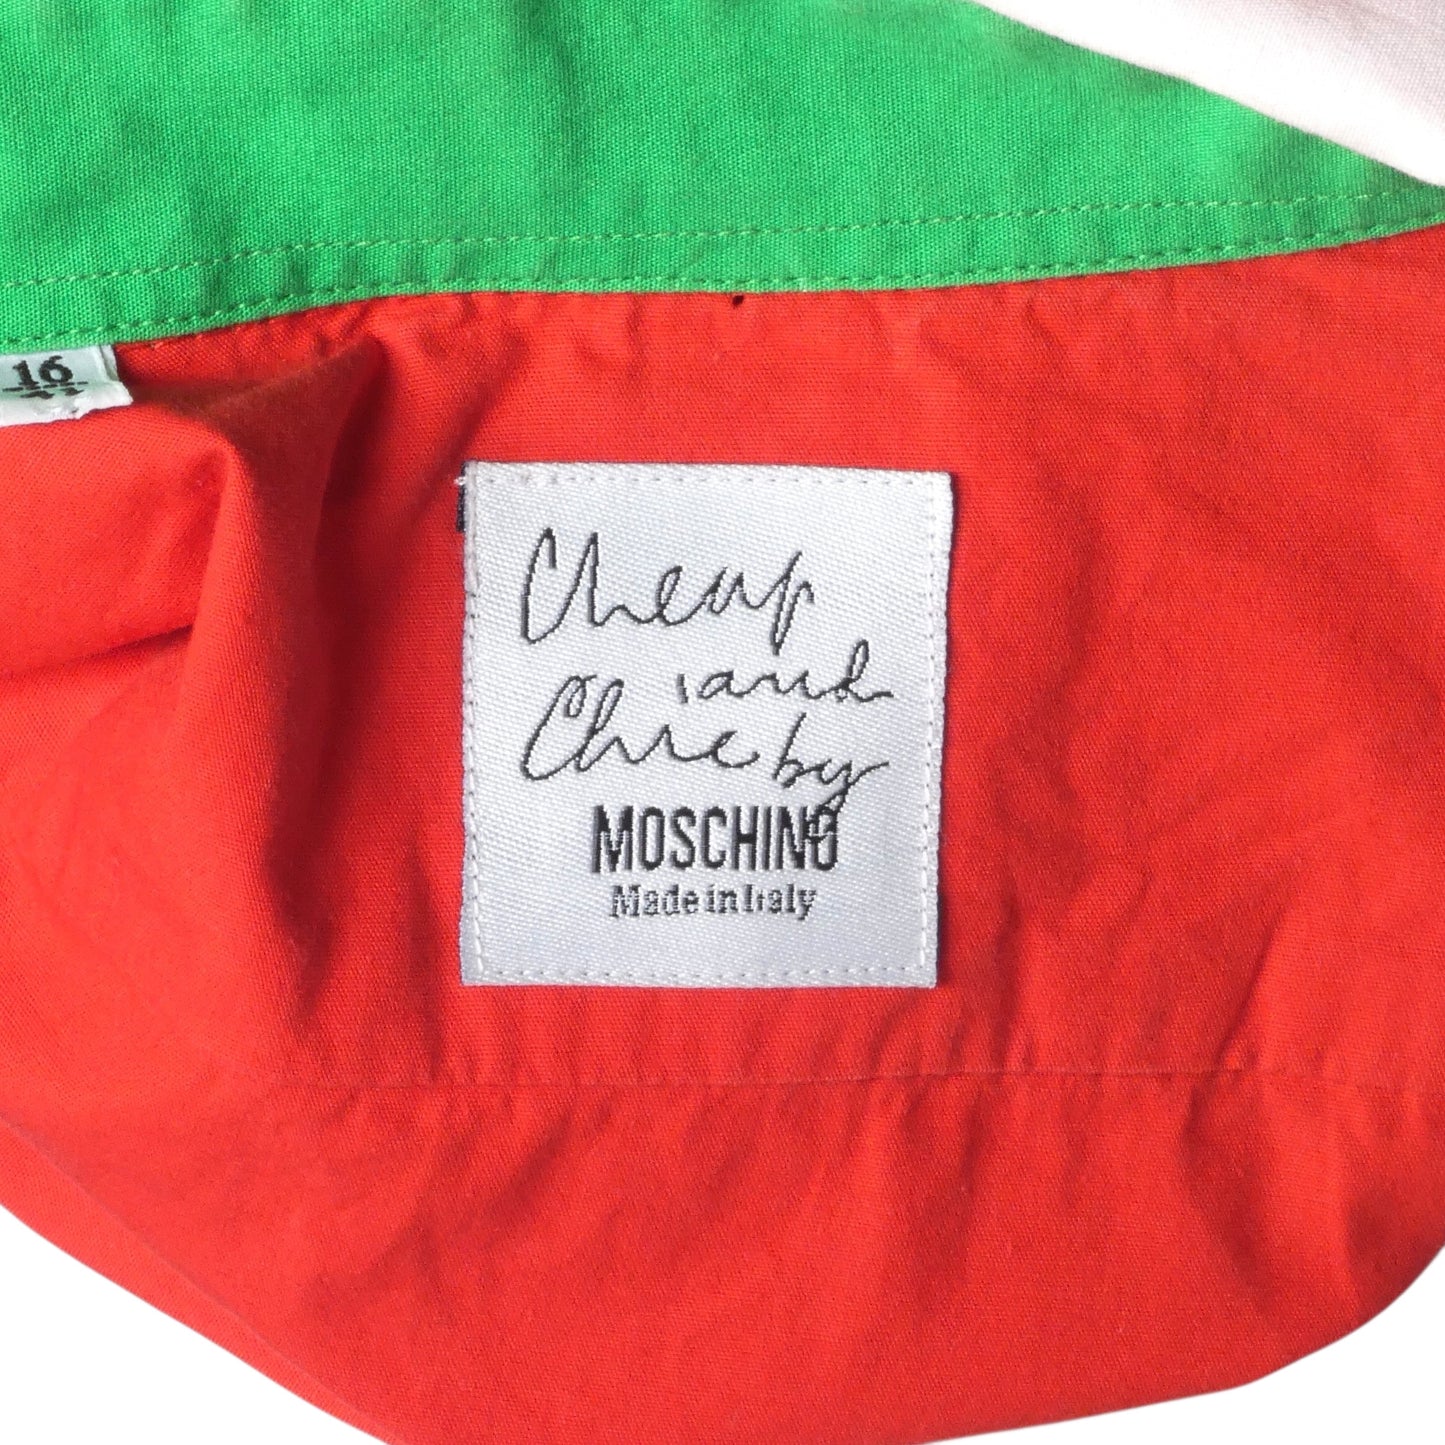 16
Cheap
and
Chic by
MOSCHINO
Made in Italy